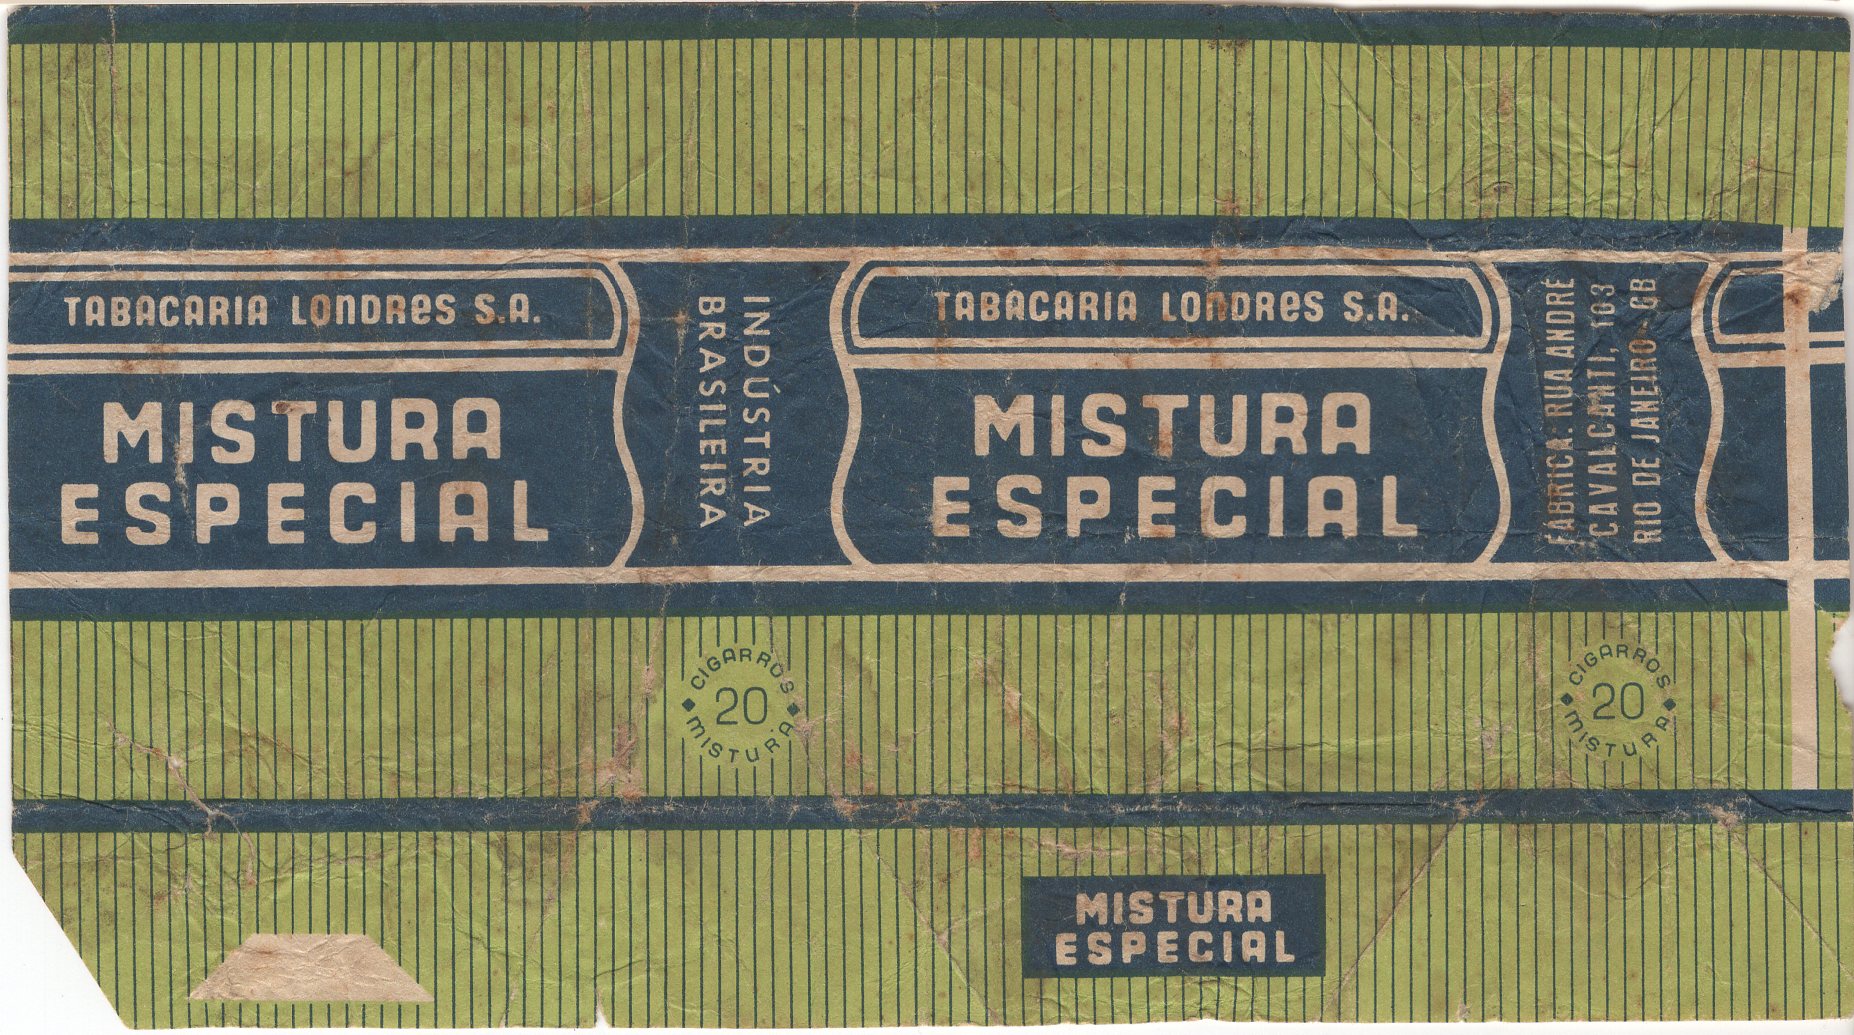 TABACARIA LONDRES S.A.
MISTURA
ESPECIAL
INDÚSTRIA
BRASILEIRA
TABACARIA LONDRES S.A.
MISTURA
ESPECIAL
FÁBRICA: RUA ANDRÉ
CAVALCANTI, 103
RIO DE JANEIRO - GB
CIGARROS
20
MISTURA
CIGARROS
20
MISTURA
MISTURA
ESPECIAL